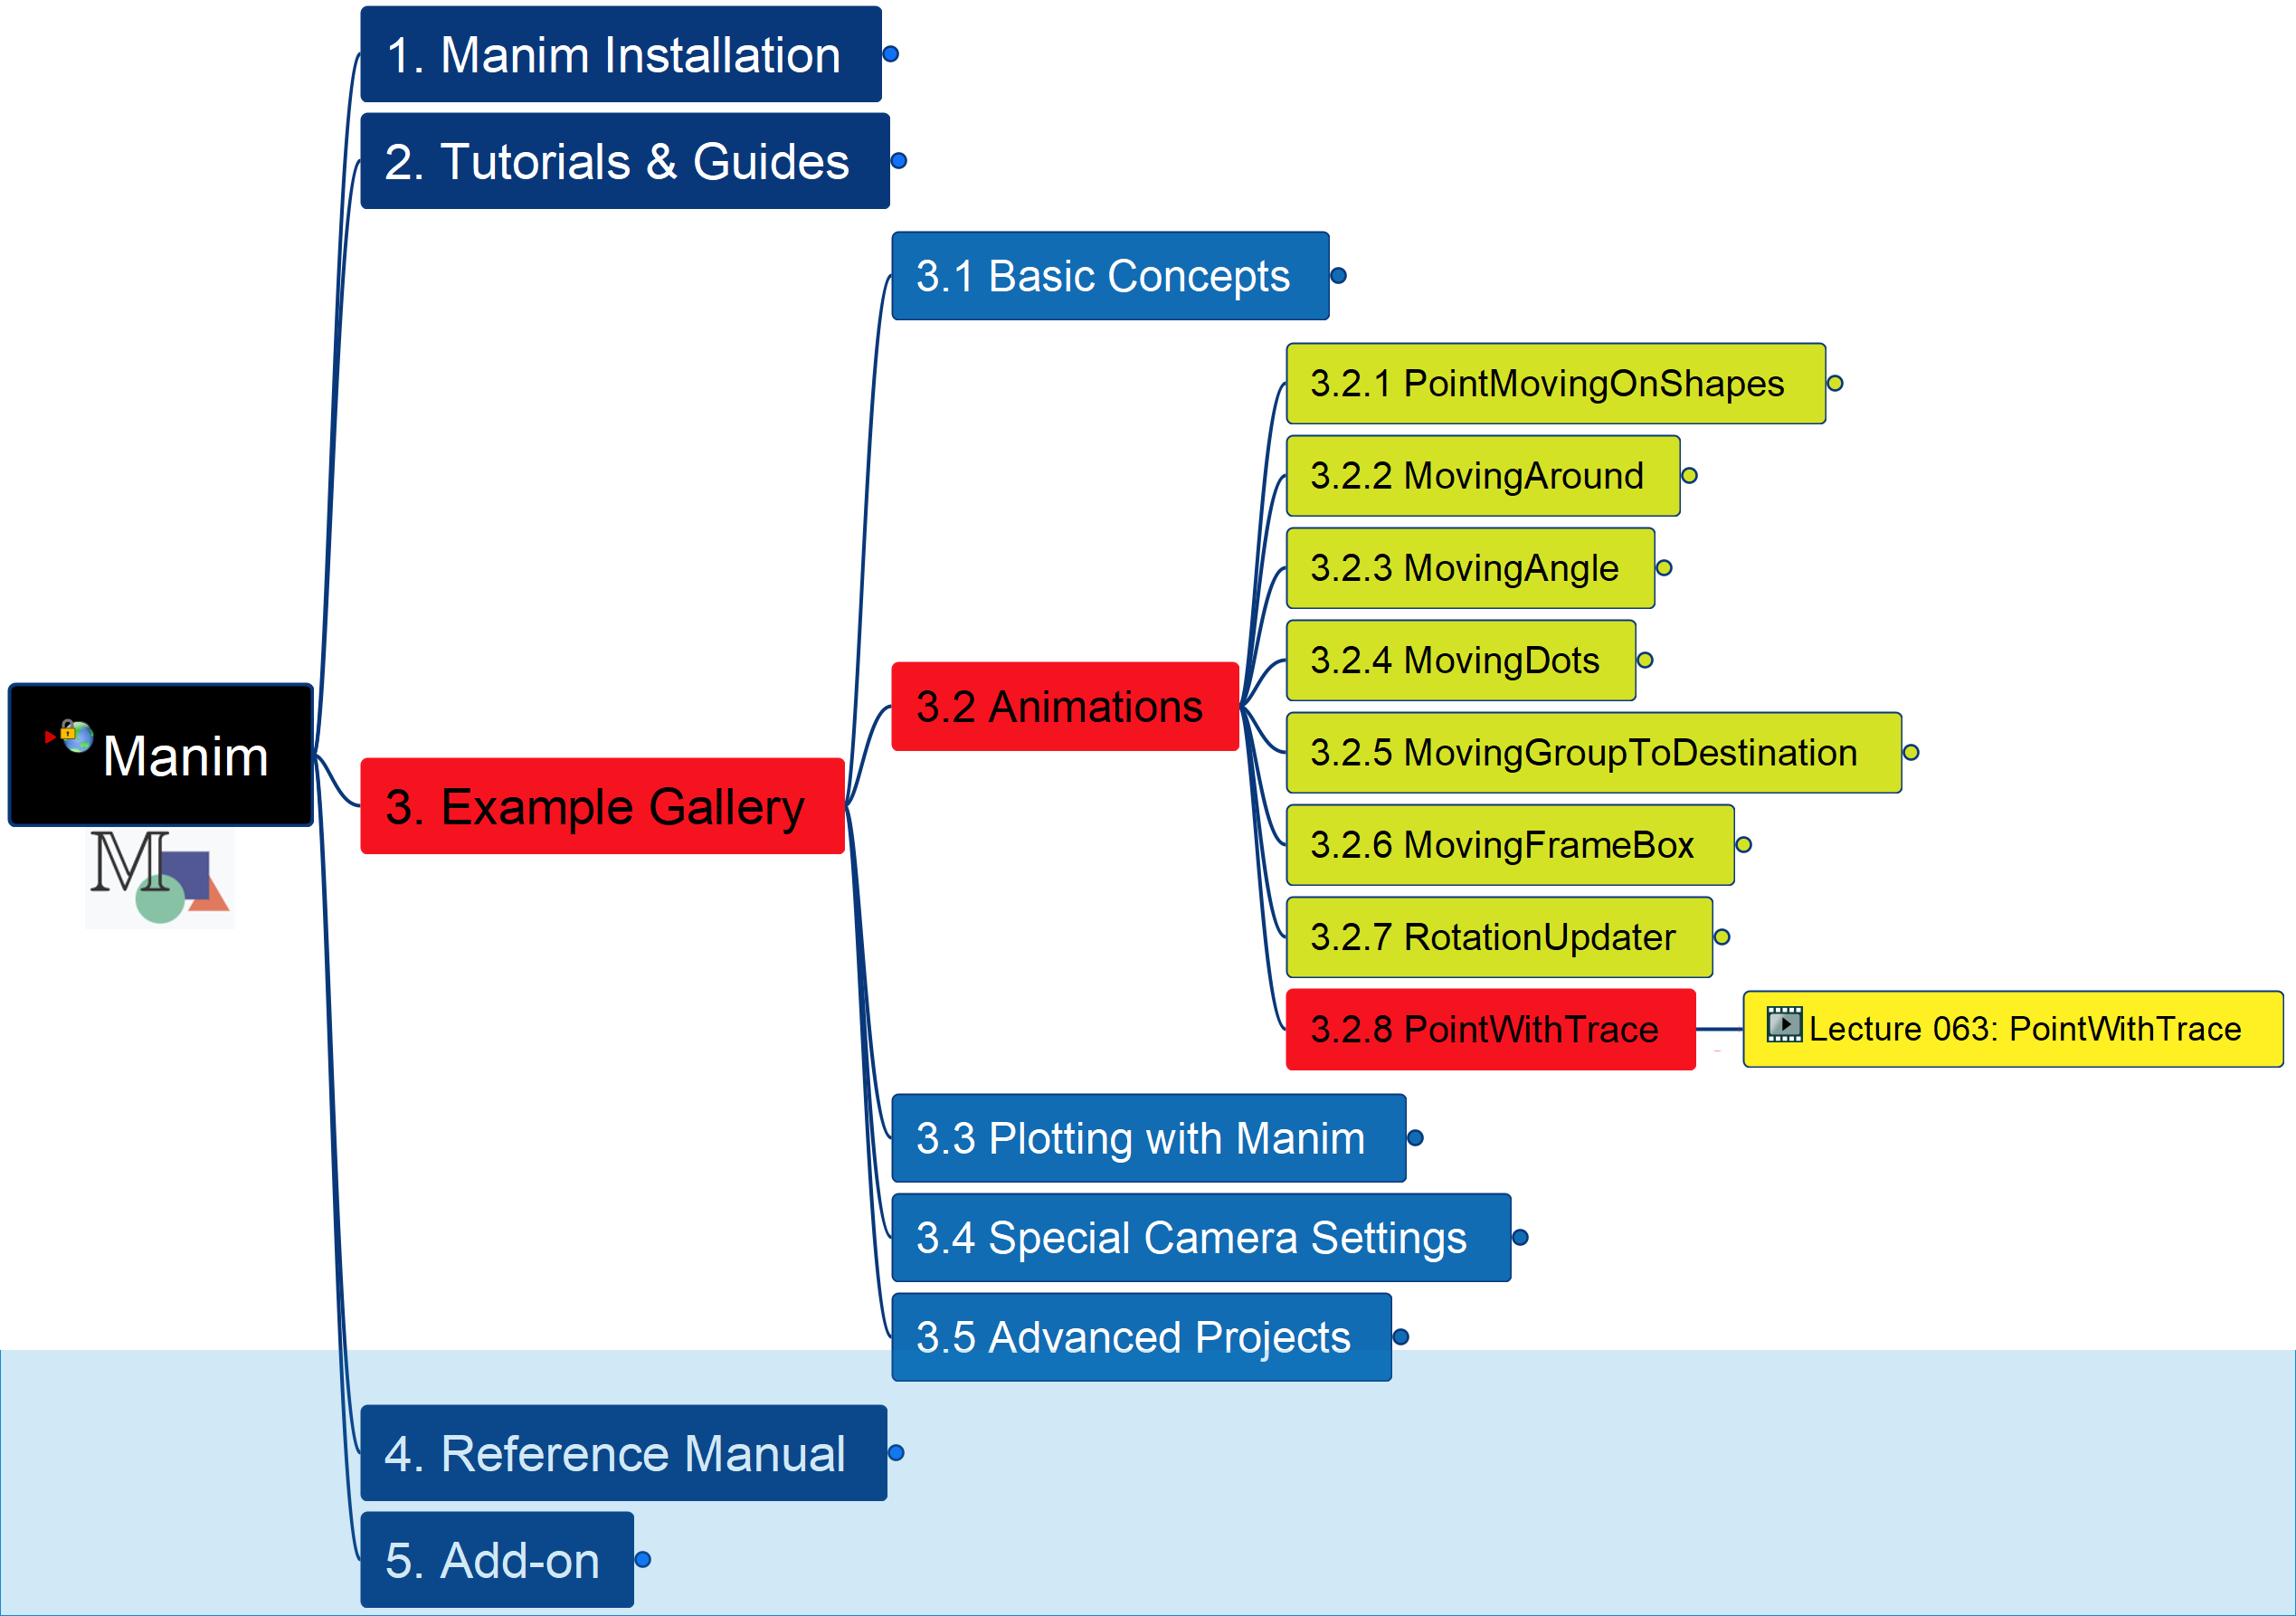 1. Manim Installation
2. Tutorials & Guides
3.1 Basic Concepts
3.2.1 PointMovingOnShapes
3.2.2 MovingAround
3.2.3 MovingAngle
3.2.4 MovingDots
3.2 Animations
3.2.5 MovingGroupToDestination
Manim
3. Example Gallery
3.2.6 MovingFrameBox
M
3.2.7 RotationUpdater
3.2.8 PointWithTrace
Lecture 063: PointWithTrace
3.3 Plotting with Manim
3.4 Special Camera Settings
3.5 Advanced Projects
4. Reference Manual
5. Add-on